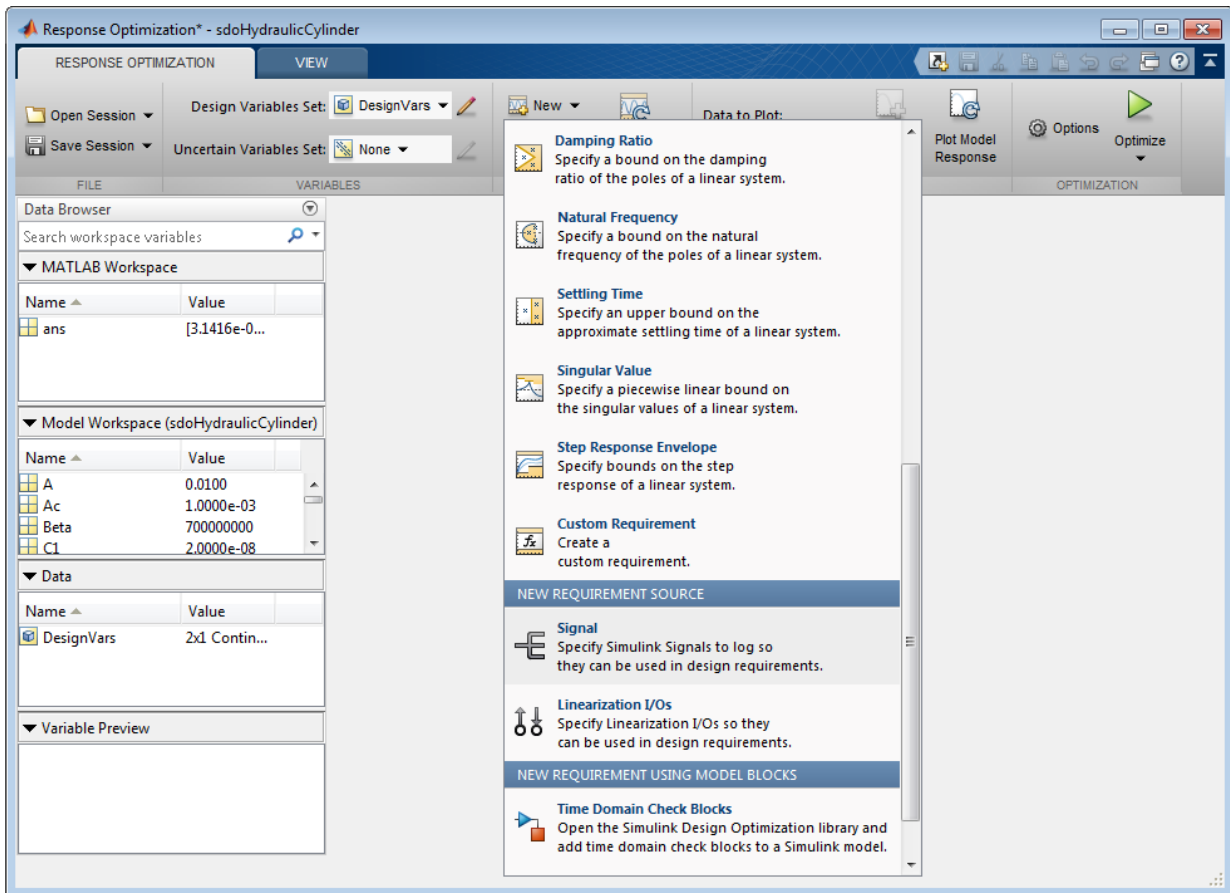 Response Optimization* - sdoHydraulicCylinder
RESPONSE OPTIMIZATION VIEW
Open Session
Save Session
FILE
Design Variables Set: DesignVars
Uncertain Variables Set: None
VARIABLES
New
Data to Plot:
Plot Model
Response
Options
Optimize
OPTIMIZATION
Data Browser
Search workspace variables
MATLAB Workspace
Name Value
ans [3.1416e-0...
Model Workspace (sdoHydraulicCylinder)
Name Value
A 0.0100
Ac 1.0000e-03
Beta 700000000
C1 2.0000e-08
Data
Name Value
DesignVars 2x1 Contin...
Variable Preview
Damping Ratio
Specify a bound on the damping
ratio of the poles of a linear system.
Natural Frequency
Specify a bound on the natural
frequency of the poles of a linear system.
Settling Time
Specify an upper bound on the
approximate settling time of a linear system.
Singular Value
Specify a piecewise linear bound on
the singular values of a linear system.
Step Response Envelope
Specify bounds on the step
response of a linear system.
fx
Custom Requirement
Create a
custom requirement.
NEW REQUIREMENT SOURCE
Signal
Specify Simulink Signals to log so
they can be used in design requirements.
Linearization I/Os
Specify Linearization I/Os so they
can be used in design requirements.
NEW REQUIREMENT USING MODEL BLOCKS
Time Domain Check Blocks
Open the Simulink Design Optimization library and
add time domain check blocks to a Simulink model.